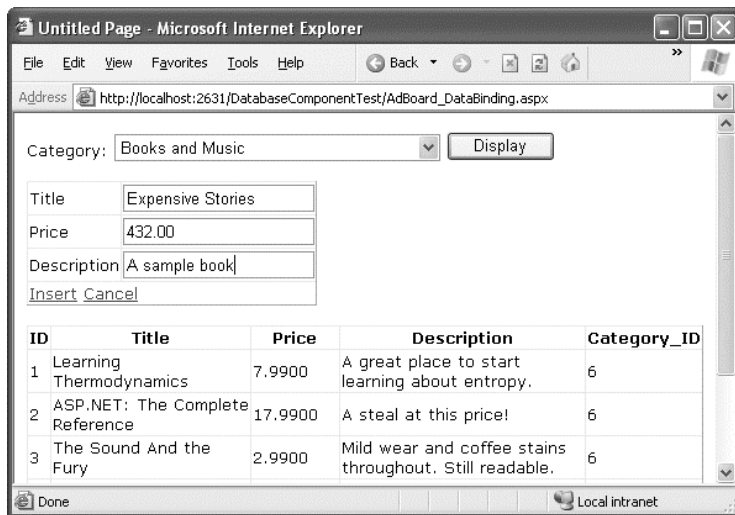 Untitled Page - Microsoft Internet Explorer
File Edit View Favorites Tools Help Back »
Address http://localhost:2631/DatabaseComponentTest/AdBoard_DataBinding.aspx
Category: Books and Music Display
Title Expensive Stories
Price 432.00
Description A sample book
Insert Cancel
ID Title Price Description Category_ID
1 Learning Thermodynamics 7.9900 A great place to start learning about entropy. 6
2 ASP.NET: The Complete Reference 17.9900 A steal at this price! 6
3 The Sound And the Fury 2.9900 Mild wear and coffee stains throughout. Still readable. 6
Done Local intranet